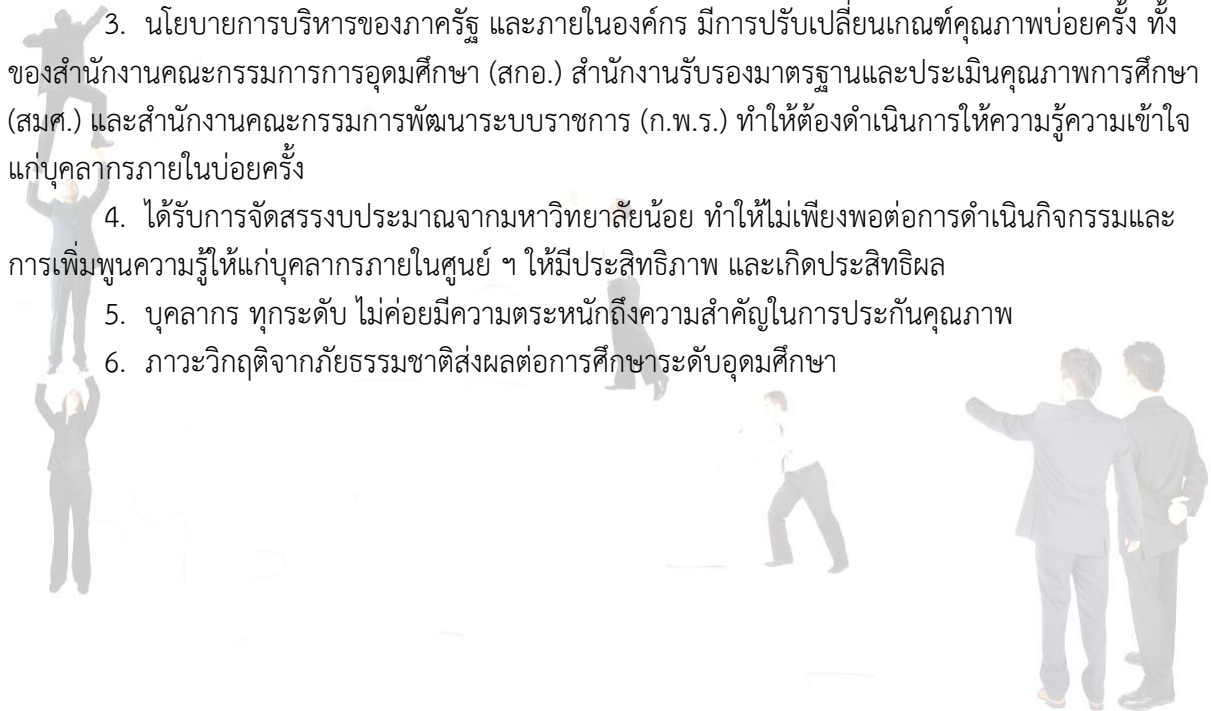 3. นโยบายการบริหารของภาครัฐ และภายในองค์กร มีการปรับเปลี่ยนเกณฑ์คุณภาพบ่อยครั้ง ทั้ง
ของสำนักงานคณะกรรมการการอุดมศึกษา (สกอ.) สำนักงานรับรองมาตรฐานและประเมินคุณภาพการศึกษา
(สมศ.) และสำนักงานคณะกรรมการพัฒนาระบบราชการ (ก.พ.ร.) ทำให้ต้องดำเนินการให้ความรู้ความเข้าใจ
แก่บุคลากรภายในบ่อยครั้ง
4. ได้รับการจัดสรรงบประมาณจากมหาวิทยาลัยน้อย ทำให้ไม่เพียงพอต่อการดำเนินกิจกรรมและ
การเพิ่มพูนความรู้ให้แก่บุคลากรภายในศูนย์ ฯ ให้มีประสิทธิภาพ และเกิดประสิทธิผล
5. บุคลากร ทุกระดับ ไม่ค่อยมีความตระหนักถึงความสำคัญในการประกันคุณภาพ
6. ภาวะวิกฤติจากภัยธรรมชาติส่งผลต่อการศึกษาระดับอุดมศึกษา